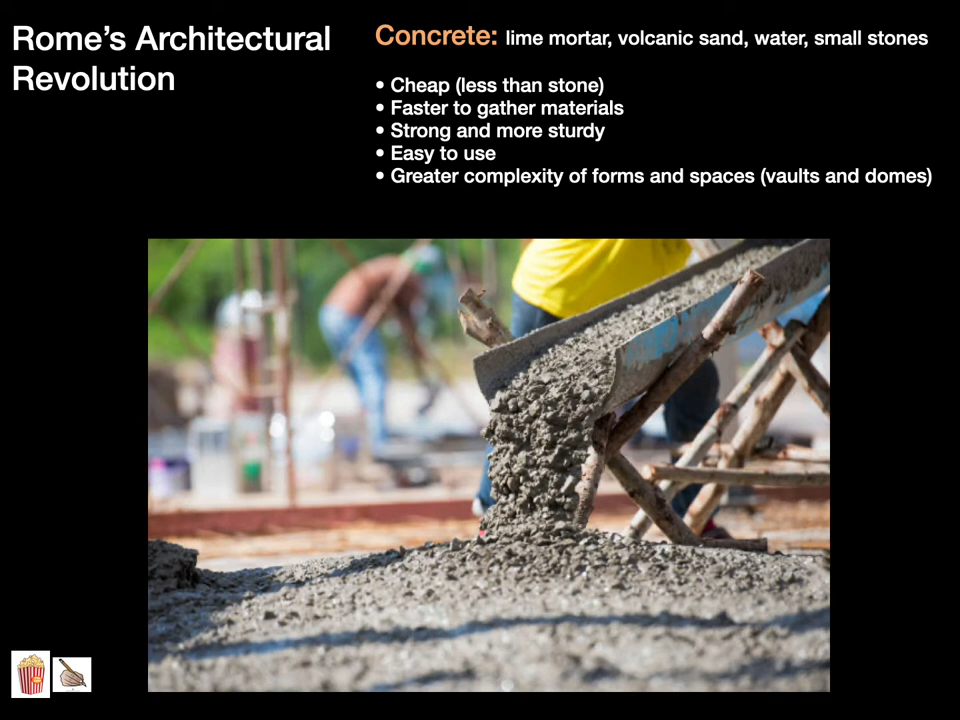 Rome's Architectural
Revolution
Concrete: lime mortar, volcanic sand, water, small stones
• Cheap (less than stone)
• Faster to gather materials
• Strong and more sturdy
• Easy to use
• Greater complexity of forms and spaces (vaults and domes)